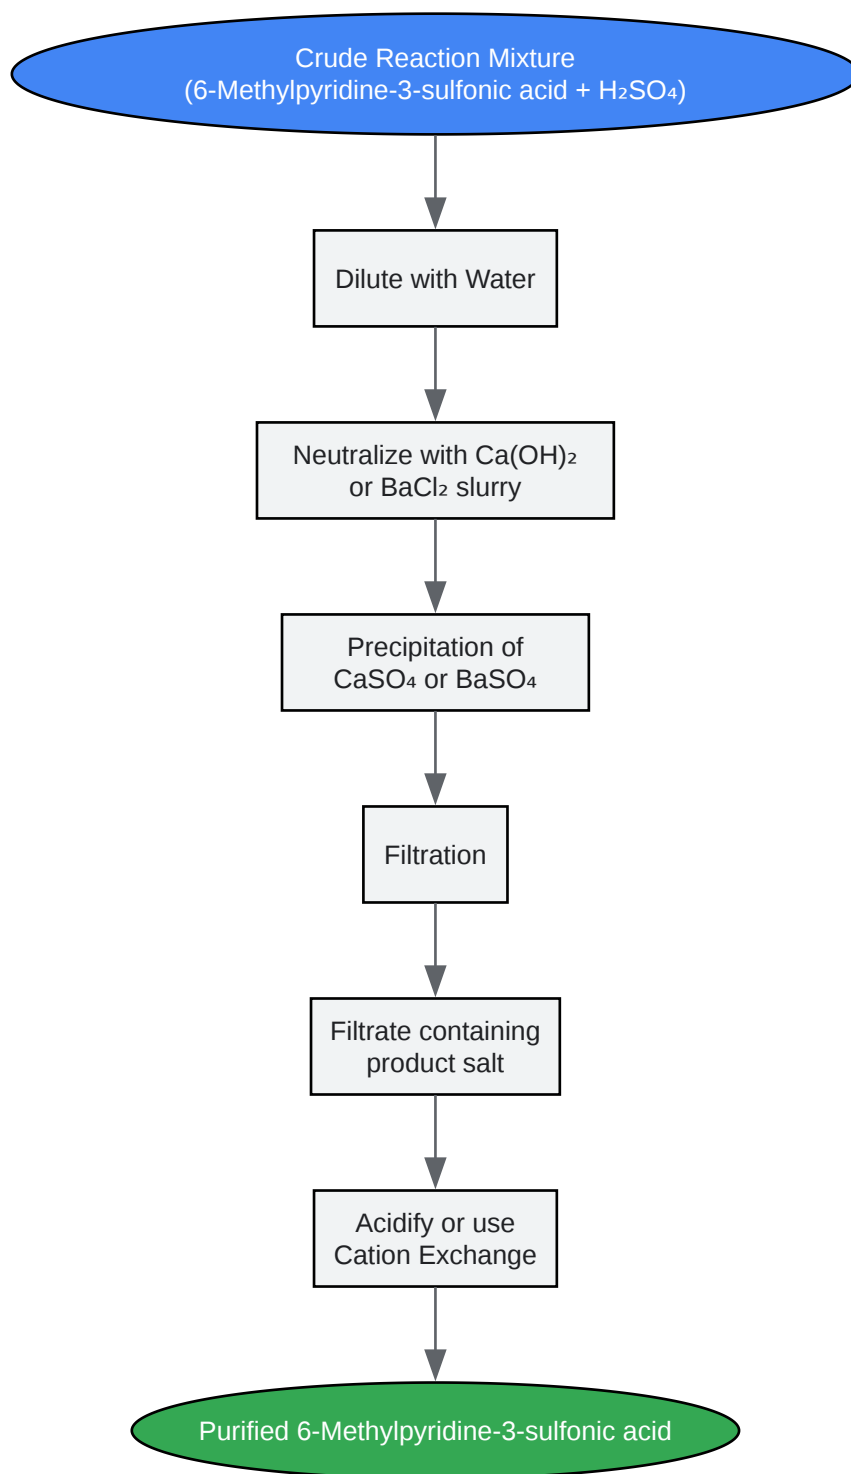 Crude Reaction Mixture
(6-Methylpyridine-3-sulfonic acid + H₂SO₄)
Dilute with Water
Neutralize with Ca(OH)₂
or BaCl₂ slurry
Precipitation of
CaSO₄ or BaSO₄
Filtration
Filtrate containing
product salt
Acidify or use
Cation Exchange
Purified 6-Methylpyridine-3-sulfonic acid